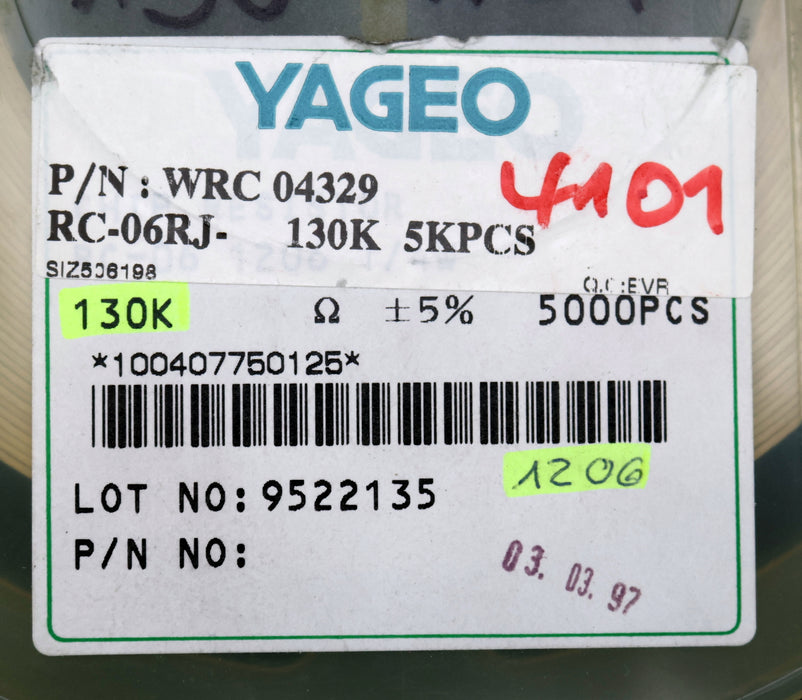 YAGEO
P/N : WRC 04329
4101
RC-06RJ- 130K 5KPCS
SIZ506198
Q.C:EVR
130K Ω ±5% 5000PCS
*100407750125*
1206
LOT NO: 9522135
P/N NO:
03. 03. 97